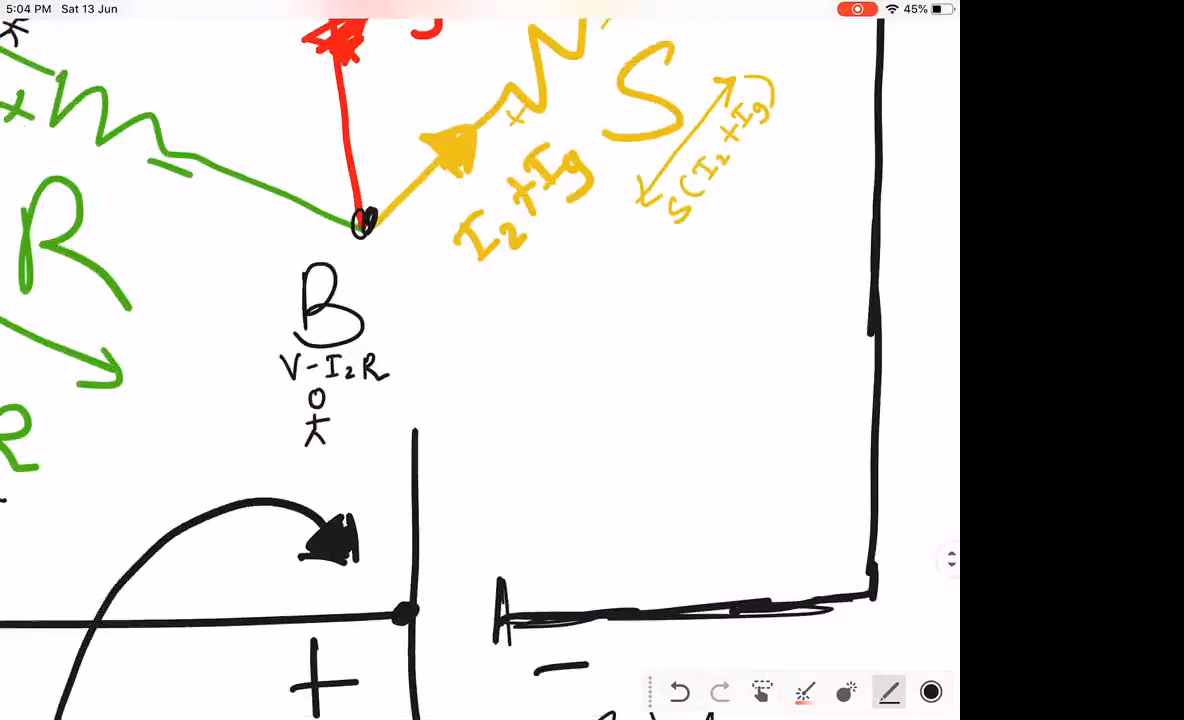 5:04 PM Sat 13 Jun
45%
+
+
S
S(I2+Ig)
I2+Ig
R
B
V-I2R
R
+
-